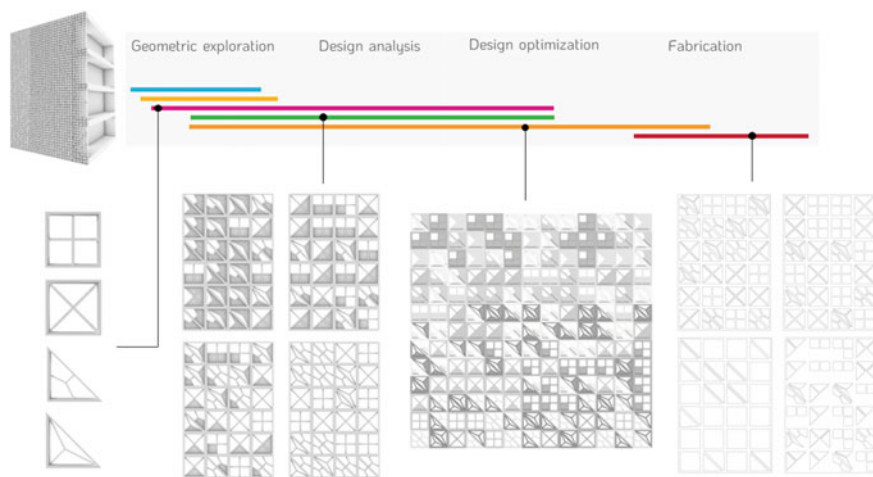 Geometric exploration
Design analysis
Design optimization
Fabrication